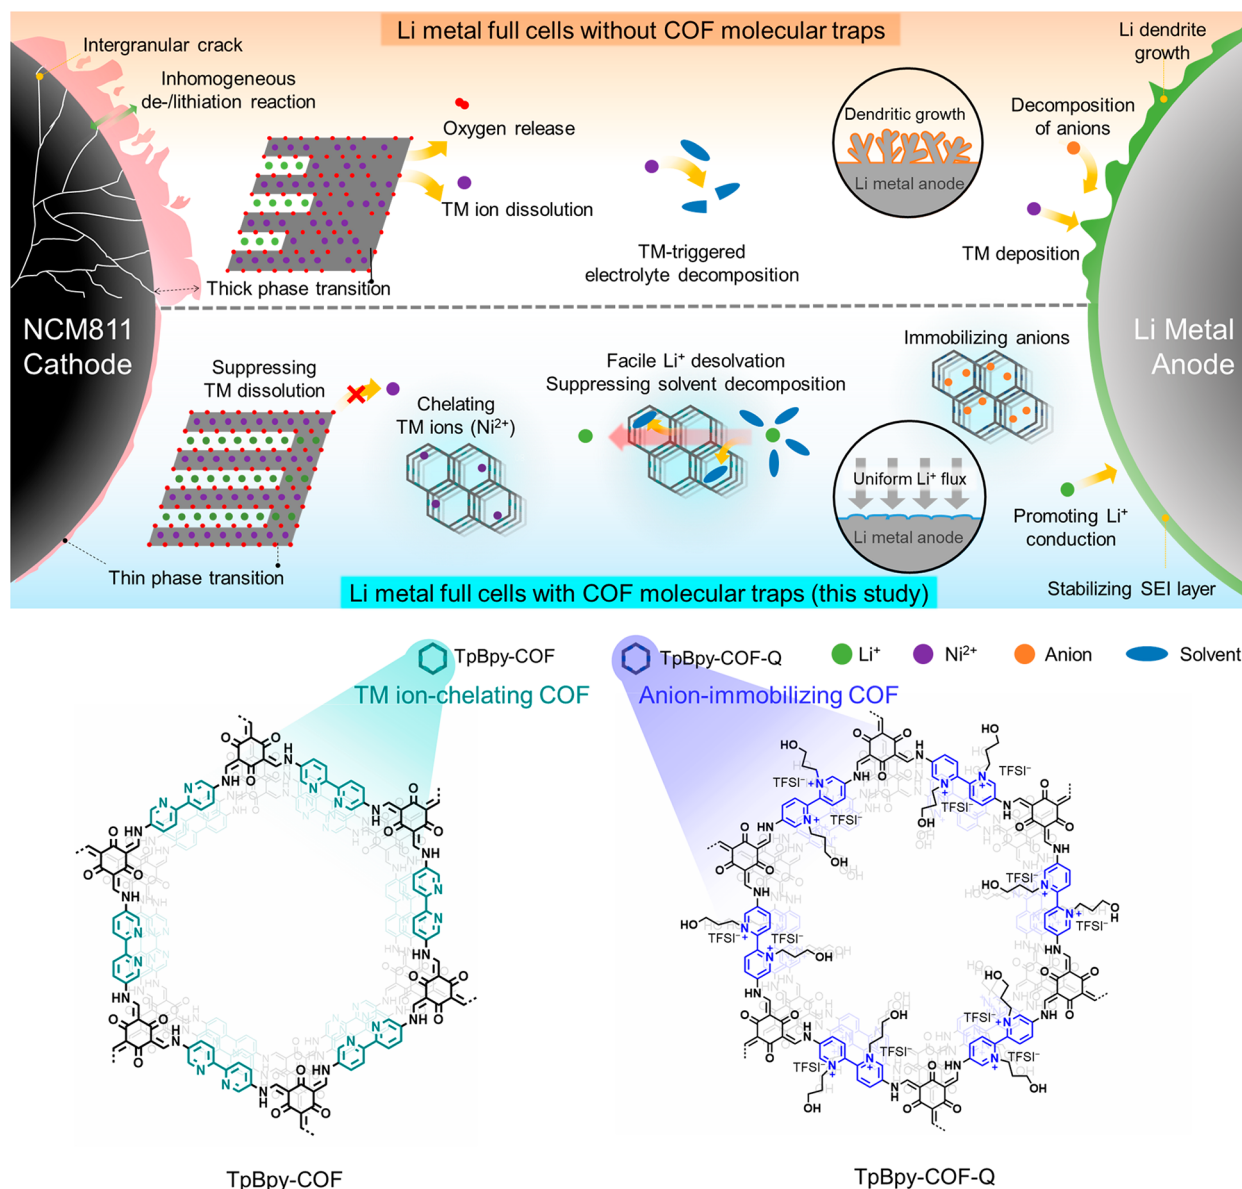 Li metal full cells without COF molecular traps
Intergranular crack
Inhomogeneous
de-/lithiation reaction
Oxygen release
TM ion dissolution
Thick phase transition
TM-triggered
electrolyte decomposition
Dendritic growth
Li metal anode
Li dendrite
growth
Decomposition
of anions
TM deposition
NCM811
Cathode
Li Metal
Anode
Suppressing
TM dissolution
Chelating
TM ions (Ni²⁺)
Thin phase transition
Facile Li⁺ desolvation
Suppressing solvent decomposition
Immobilizing anions
Uniform Li⁺ flux
Li metal anode
Promoting Li⁺
conduction
Stabilizing SEI layer
Li metal full cells with COF molecular traps (this study)
TpBpy-COF
TM ion-chelating COF
TpBpy-COF-Q
Anion-immobilizing COF
Li⁺
Ni²⁺
Anion
Solvent
TpBpy-COF
TpBpy-COF-Q